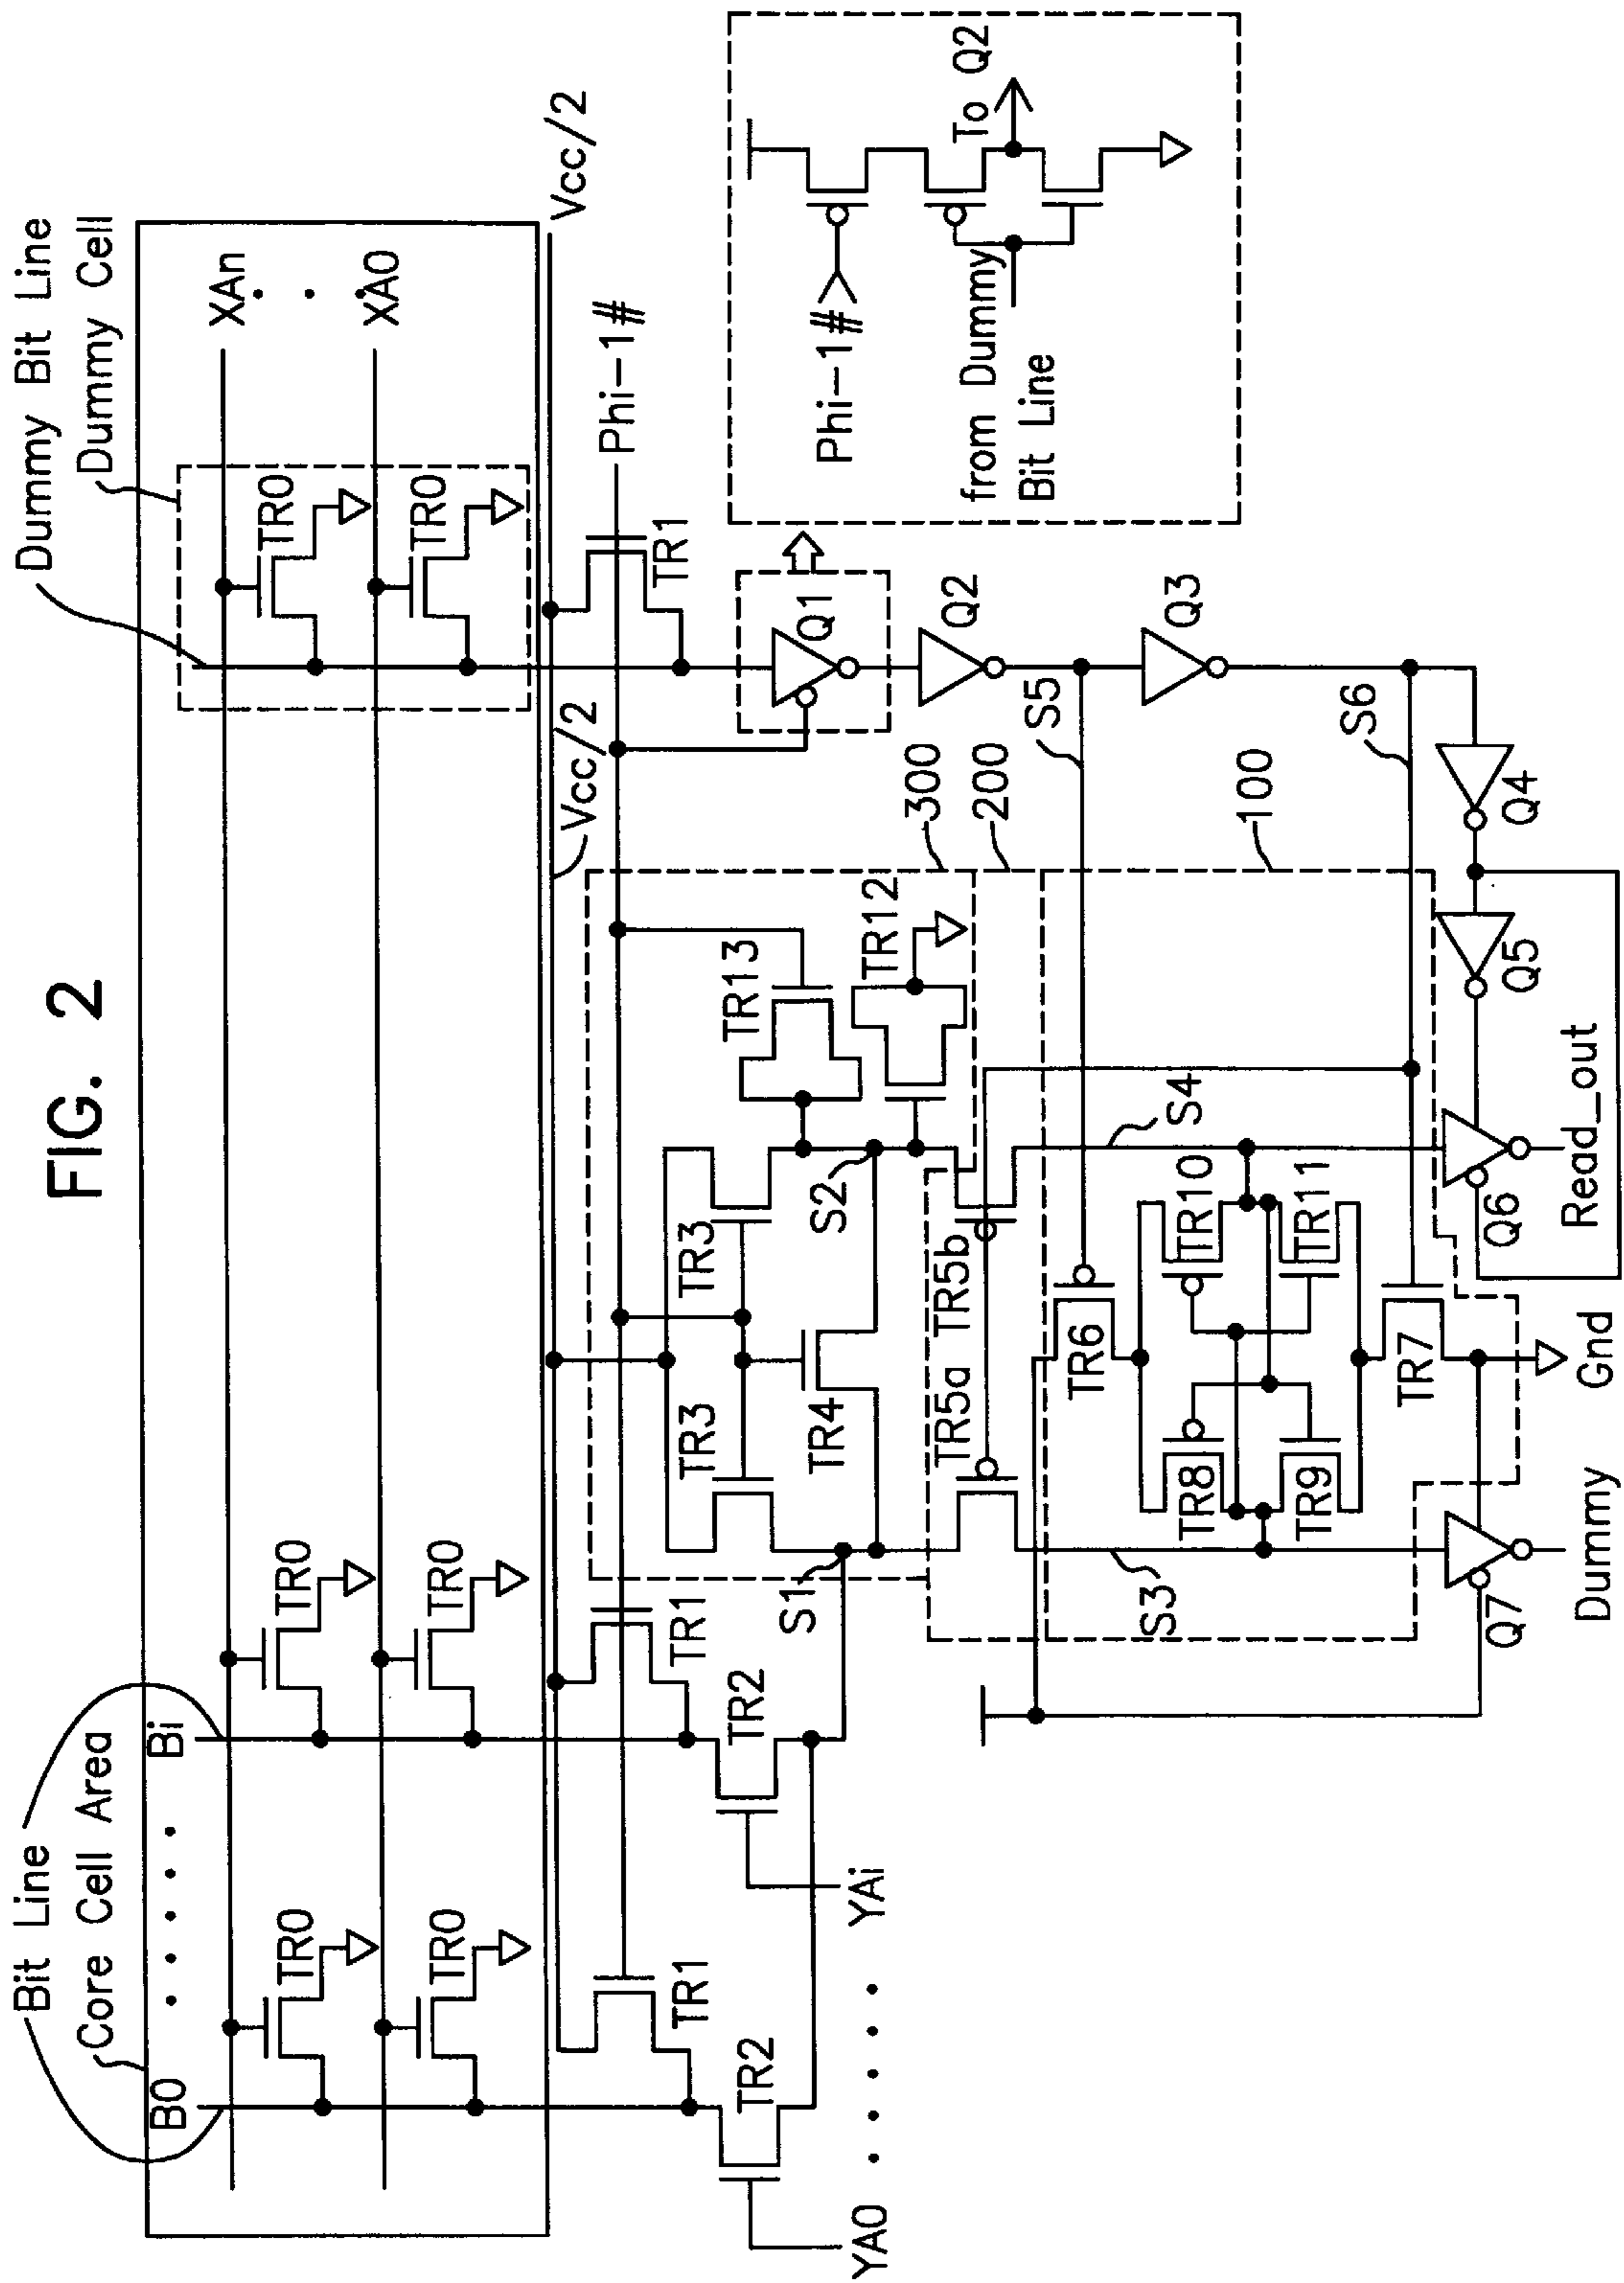 FIG. 2
Bit Line
Core Cell Area
B0
Bi
Dummy Bit Line
Dummy Cell
XAn
XA0
TR0
TR0
TR0
TR0
TR0
TR0
Vcc/2
Vcc/2
Phi-1#
TR1
TR1
TR1
TR2
TR2
YA0
YAi
S1
TR3
TR3
TR4
S2
TR13
TR12
300
200
100
TR5a
TR5b
S3
S4
S5
S6
TR6
TR8
TR10
TR9
TR11
TR7
Q1
Q2
Q3
Q4
Q5
Q6
Q7
Dummy
Gnd
Read_out
Phi-1#
To Q2
from Dummy
Bit Line